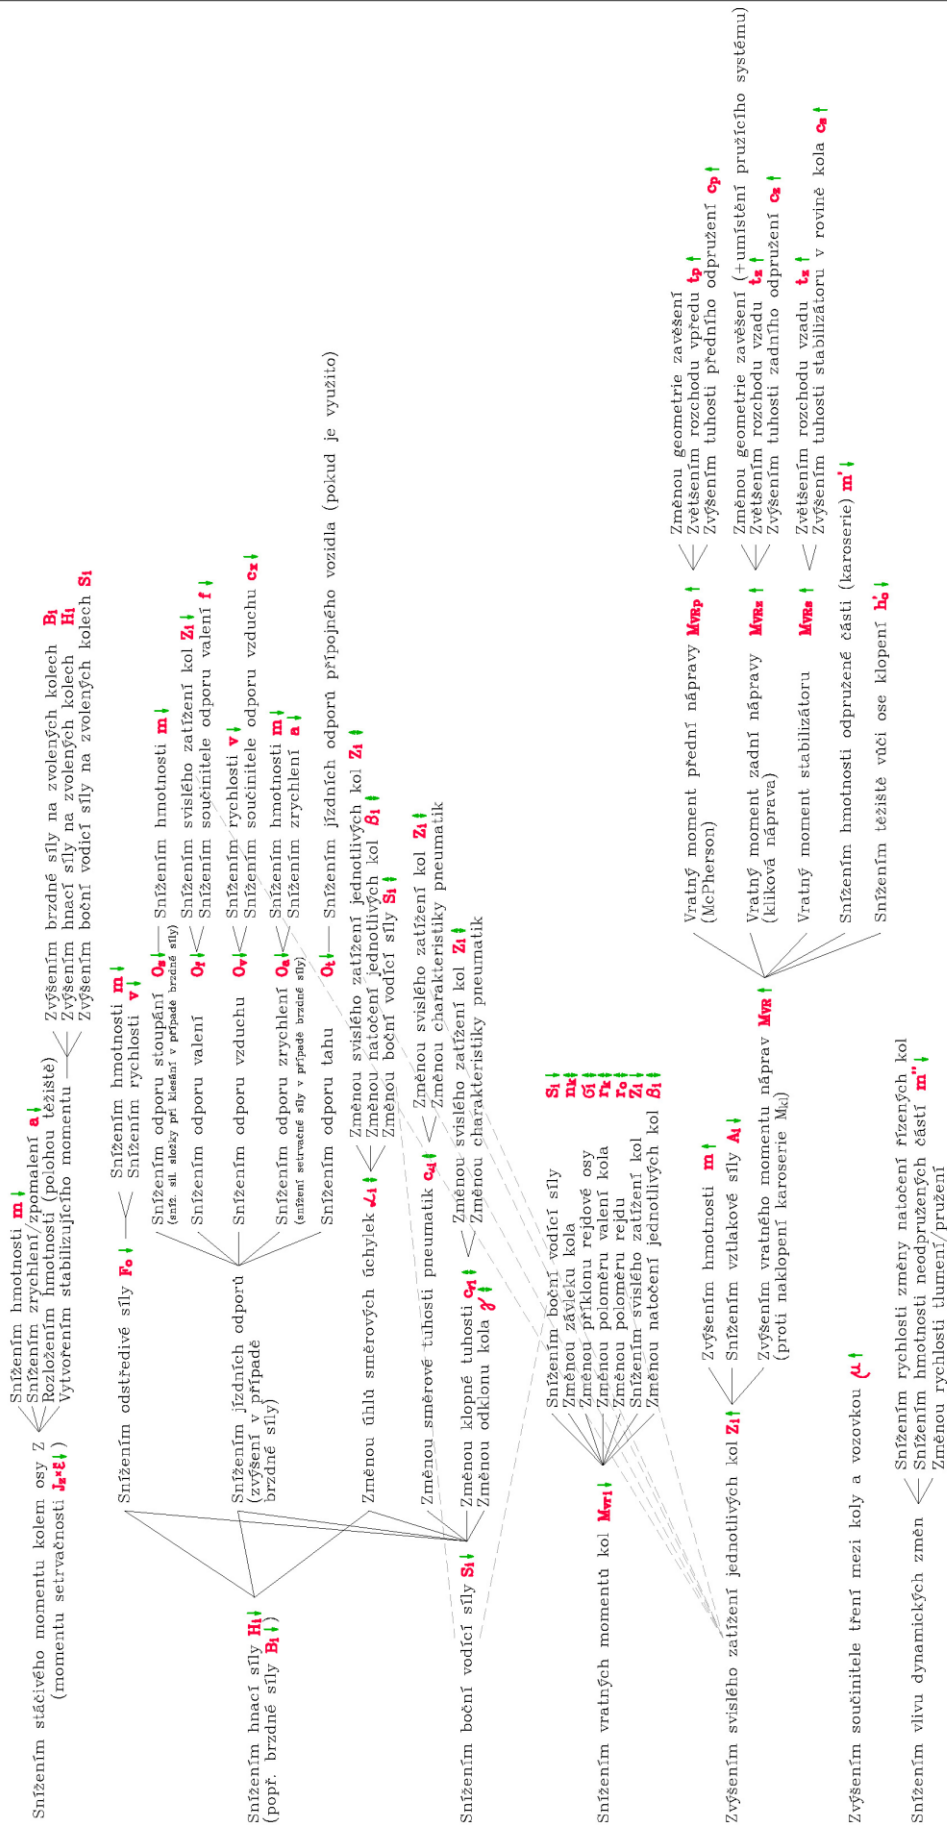 Snížením stáčivého momentu kolem osy Z
(momentu setrvačnosti Jz*ε)
Snížením hmotnosti m
Snížením zrychlení/zpomalení a
Rozložením hmotnosti (polohou těžiště)
Vytvořením stabilizujícího momentu
Zvýšením brzdné síly na zvolených kolech Bi
Zvýšením hnací síly na zvolených kolech Hi
Zvýšením boční vodicí síly na zvolených kolech Si
Snížením hnací síly Hi
(popř. brzdné síly Bi)
Snížením odstředivé síly Fo
Snížením hmotnosti m
Snížením rychlosti v
Snížením jízdních odporů
(zvýšení v případě
brzdné síly)
Snížením odporu stoupání Os
(sníž. sil. složky při klesání v případě brzdné síly)
Snížením hmotnosti m
Snížením odporu valení Of
Snížením svislého zatížení kol Zi
Snížením součinitele odporu valení f
Snížením odporu vzduchu Ov
Snížením rychlosti v
Snížením součinitele odporu vzduchu cx
Snížením odporu zrychlení Oa
(snížení setrvačné síly v případě brzdné síly)
Snížením hmotnosti m
Snížením zrychlení a
Snížením odporu tahu Ot
Snížením jízdních odporů přípojného vozidla (pokud je využito)
Změnou úhlů směrových úchylek αi
Změnou svislého zatížení jednotlivých kol Zi
Změnou natočení jednotlivých kol βi
Změnou boční vodící síly Si
Snížením boční vodící síly Si
Změnou směrové tuhosti pneumatik
Změnou svislého zatížení kol Zi
Změnou charakteristiky pneumatik
Změnou klopné tuhosti
Změnou odklonu kola γ
Změnou svislého zatížení kol Zi
Změnou charakteristiky pneumatik
Snížením vratných momentů kol Mvri
Snížením boční vodící síly Si
Změnou závleku kola nk
Změnou příklonu rejdové osy σi
Změnou poloměru valení kola rk
Změnou poloměru rejdu ro
Snížením svislého zatížení kol Zi
Změnou natočení jednotlivých kol βi
Zvýšením svislého zatížení jednotlivých kol Zi
Zvýšením hmotnosti m
Snížením vztlakové síly Ai
Zvýšením vratného momentu náprav MVR
(proti naklopení karoserie Mkl)
Vratný moment přední nápravy MVRp
(McPherson)
Změnou geometrie zavěšení
Zvětšením rozchodu vpředu tp
Zvýšením tuhosti předního odpružení cp
Vratný moment zadní nápravy MVRz
(kliková náprava)
Změnou geometrie zavěšení (+umístění pružícího systému)
Zvětšením rozchodu vzadu tz
Zvýšením tuhosti zadního odpružení cz
Vratný moment stabilizátoru MVRs
Zvětšením rozchodu vzadu tz
Zvýšením tuhosti stabilizátoru v rovině kola cs
Snížením hmotnosti odpružené části (karoserie) m'
Snížením těžiště vůči ose klopení h'o
Zvýšením součinitele tření mezi koly a vozovkou μ
Snížením vlivu dynamických změn
Snížením rychlosti změny natočení řízených kol
Snížením hmotnosti neodpružených částí m''
Změnou rychlosti tlumení/pružení